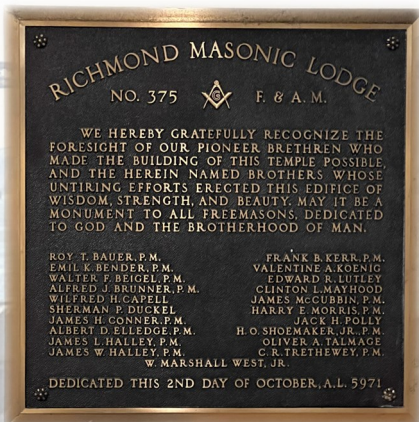 RICHMOND MASONIC LODGE
NO. 375 G F. & A. M.
WE HEREBY GRATEFULLY RECOGNIZE THE
FORESIGHT OF OUR PIONEER BRETHREN WHO
MADE THE BUILDING OF THIS TEMPLE POSSIBLE,
AND THE HEREIN NAMED BROTHERS WHOSE
UNTIRING EFFORTS ERECTED THIS EDIFICE OF
WISDOM, STRENGTH, AND BEAUTY. MAY IT BE A
MONUMENT TO ALL FREEMASONS, DEDICATED
TO GOD AND THE BROTHERHOOD OF MAN.
ROY T. BAUER, P.M.
EMIL K. BENDER, P.M.
WALTER F. BEIGEL, P.M.
ALFRED J. BRUNNER, P.M.
WILFRED H. CAPELL
SHERMAN P. DUCKEL
JAMES H. CONNER, P.M.
ALBERT D. ELLEDGE, P.M.
JAMES L. HALLEY, P.M.
JAMES W. HALLEY, P.M.
FRANK B. KERR, P.M.
VALENTINE A. KOENIG
EDWARD R. LUTLEY
CLINTON L. MAYHOOD
JAMES McCUBBIN, P.M.
HARRY E. MORRIS, P.M.
JACK H. POLLY
H. O. SHOEMAKER, JR., P.M.
OLIVER A. TALMAGE
C. R. TRETHEWEY, P.M.
W. MARSHALL WEST, JR.
DEDICATED THIS 2ND DAY OF OCTOBER, A.L. 5971